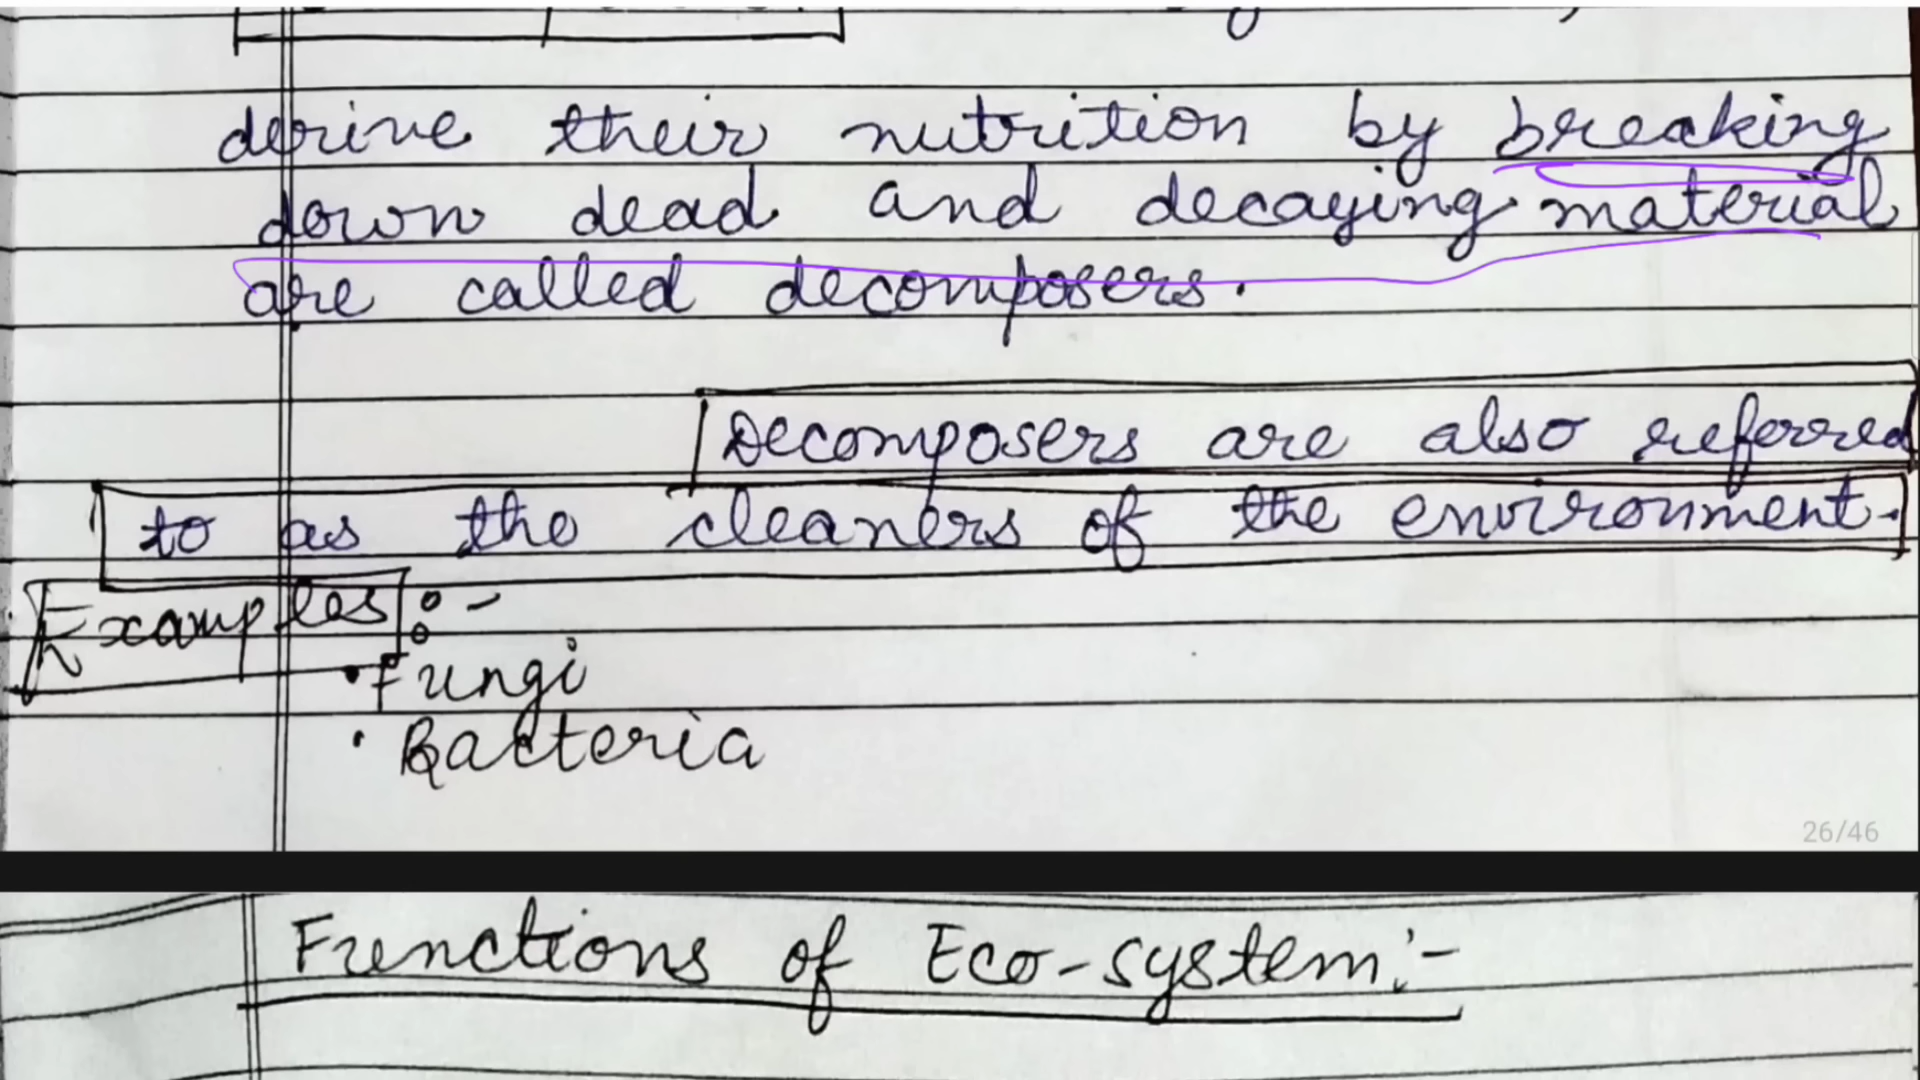 derive their nutrition by breaking
down dead and decaying material
are called decomposers.
Decomposers are also referred
to as the cleaners of the environment.
Examples :-
• Fungi
• Bacteria
26/46
Functions of Eco-system:-